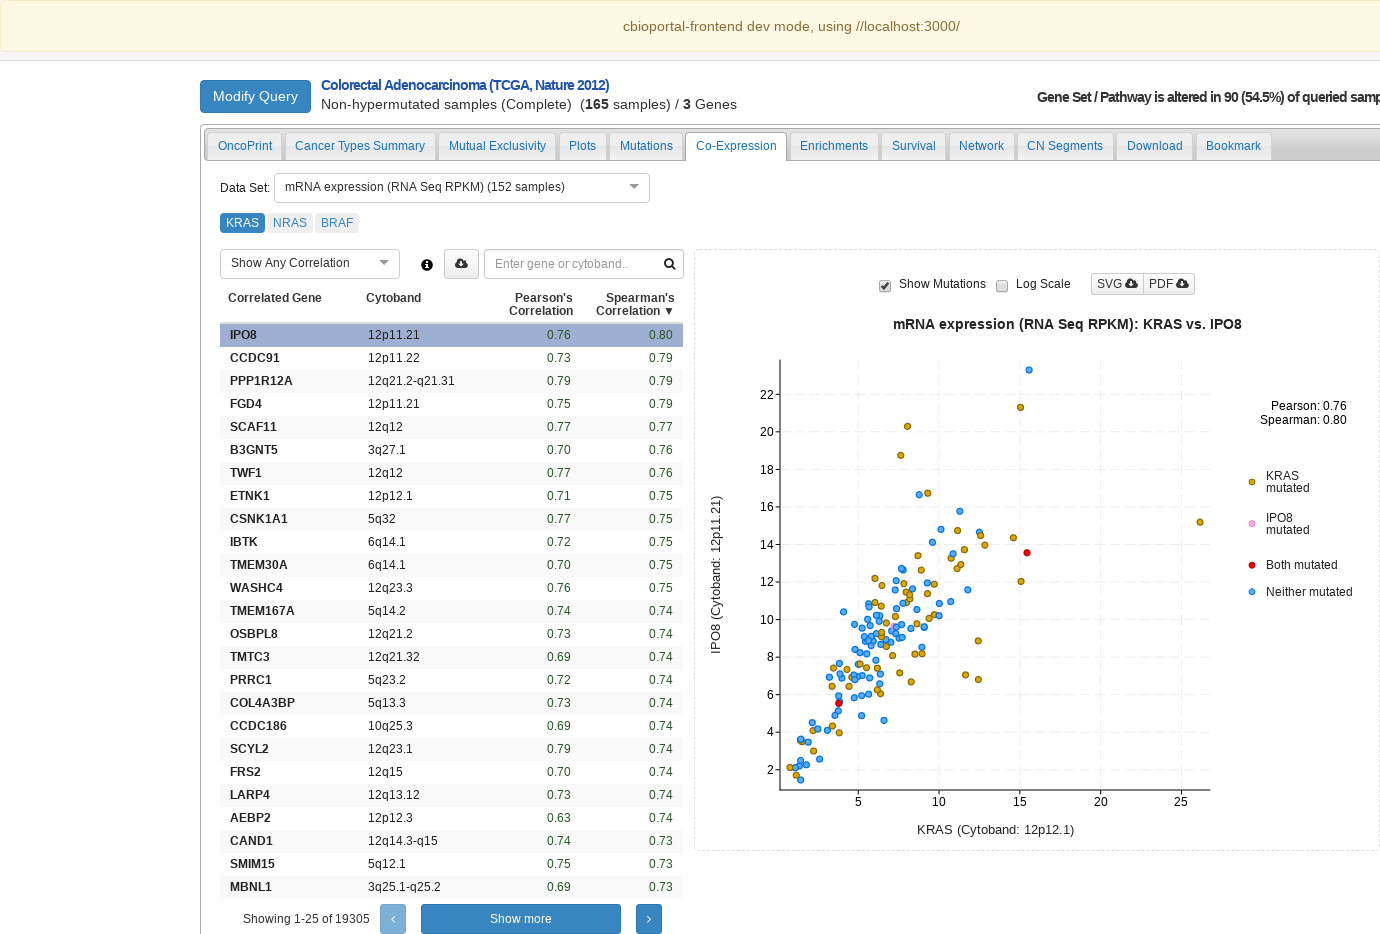 cbioportal-frontend dev mode, using //localhost:3000/
Modify Query
Colorectal Adenocarcinoma (TCGA, Nature 2012)
Non-hypermutated samples (Complete) (165 samples) / 3 Genes
Gene Set / Pathway is altered in 90 (54.5%) of queried samp
OncoPrint Cancer Types Summary Mutual Exclusivity Plots Mutations Co-Expression Enrichments Survival Network CN Segments Download Bookmark
Data Set: mRNA expression (RNA Seq RPKM) (152 samples)
KRAS NRAS BRAF
Show Any Correlation Enter gene or cytoband..
Correlated Gene Cytoband Pearson's Correlation Spearman's Correlation ▼
IPO8 12p11.21 0.76 0.80
CCDC91 12p11.22 0.73 0.79
PPP1R12A 12q21.2-q21.31 0.79 0.79
FGD4 12p11.21 0.75 0.79
SCAF11 12q12 0.77 0.77
B3GNT5 3q27.1 0.70 0.76
TWF1 12q12 0.77 0.76
ETNK1 12p12.1 0.71 0.75
CSNK1A1 5q32 0.77 0.75
IBTK 6q14.1 0.72 0.75
TMEM30A 6q14.1 0.70 0.75
WASHC4 12q23.3 0.76 0.75
TMEM167A 5q14.2 0.74 0.74
OSBPL8 12q21.2 0.73 0.74
TMTC3 12q21.32 0.69 0.74
PRRC1 5q23.2 0.72 0.74
COL4A3BP 5q13.3 0.73 0.74
CCDC186 10q25.3 0.69 0.74
SCYL2 12q23.1 0.79 0.74
FRS2 12q15 0.70 0.74
LARP4 12q13.12 0.73 0.74
AEBP2 12p12.3 0.63 0.74
CAND1 12q14.3-q15 0.74 0.73
SMIM15 5q12.1 0.75 0.73
MBNL1 3q25.1-q25.2 0.69 0.73
Showing 1-25 of 19305 ‹ Show more ›
Show Mutations Log Scale SVG PDF
mRNA expression (RNA Seq RPKM): KRAS vs. IPO8
Pearson: 0.76
Spearman: 0.80
KRAS
mutated
IPO8
mutated
Both mutated
Neither mutated
IPO8 (Cytoband: 12p11.21)
22
20
18
16
14
12
10
8
6
4
2
5 10 15 20 25
KRAS (Cytoband: 12p12.1)